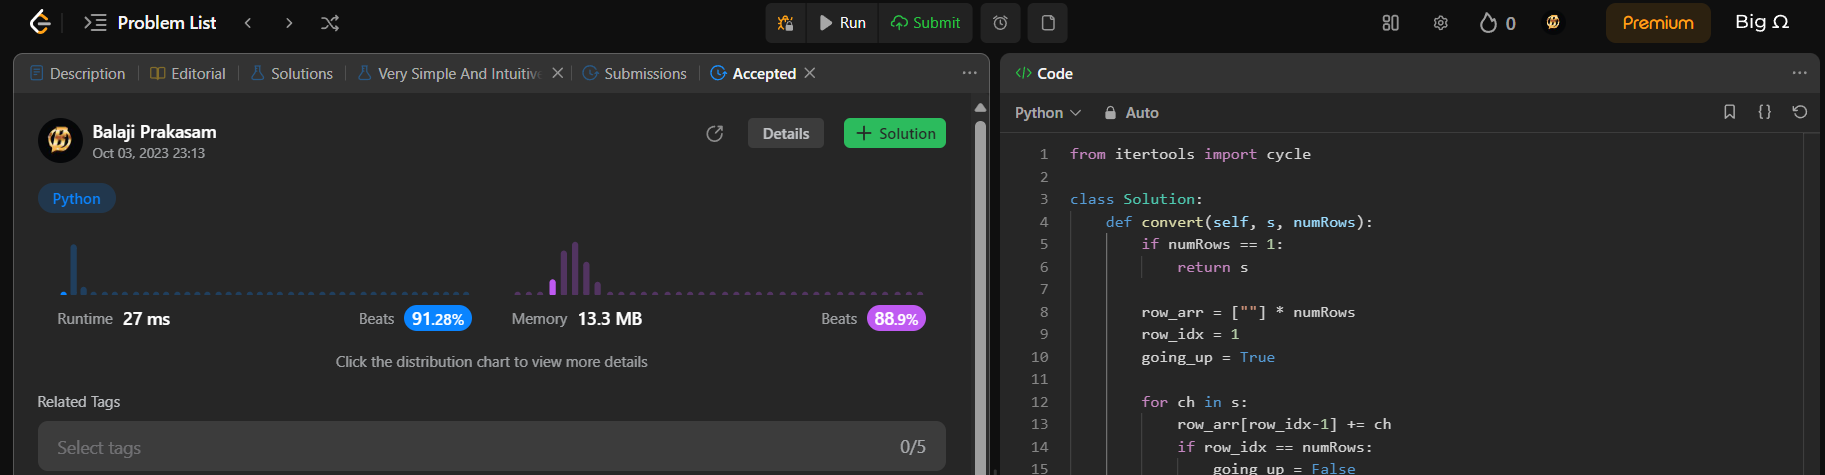 Problem List
Run
Submit
0
Premium
Big Ω
Description
Editorial
Solutions
Very Simple And Intuitive
Submissions
Accepted
Balaji Prakasam
Oct 03, 2023 23:13
Details
Solution
Python
Runtime 27 ms
Beats 91.28%
Memory 13.3 MB
Beats 88.9%
Click the distribution chart to view more details
Related Tags
Select tags
0/5
</> Code
Python
Auto
{}
1 from itertools import cycle
2
3 class Solution:
4     def convert(self, s, numRows):
5         if numRows == 1:
6             return s
7
8         row_arr = [""] * numRows
9         row_idx = 1
10         going_up = True
11
12         for ch in s:
13             row_arr[row_idx-1] += ch
14             if row_idx == numRows:
15                 going_up = False